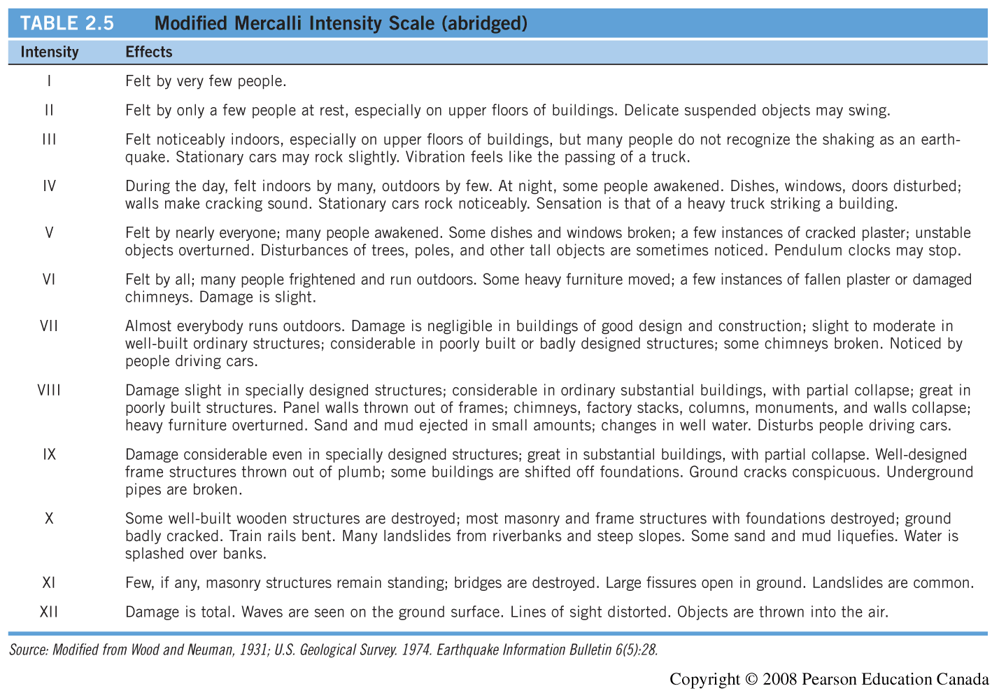 TABLE 2.5 Modified Mercalli Intensity Scale (abridged)
Intensity Effects
I Felt by very few people.
II Felt by only a few people at rest, especially on upper floors of buildings. Delicate suspended objects may swing.
III Felt noticeably indoors, especially on upper floors of buildings, but many people do not recognize the shaking as an earth-
quake. Stationary cars may rock slightly. Vibration feels like the passing of a truck.
IV During the day, felt indoors by many, outdoors by few. At night, some people awakened. Dishes, windows, doors disturbed;
walls make cracking sound. Stationary cars rock noticeably. Sensation is that of a heavy truck striking a building.
V Felt by nearly everyone; many people awakened. Some dishes and windows broken; a few instances of cracked plaster; unstable
objects overturned. Disturbances of trees, poles, and other tall objects are sometimes noticed. Pendulum clocks may stop.
VI Felt by all; many people frightened and run outdoors. Some heavy furniture moved; a few instances of fallen plaster or damaged
chimneys. Damage is slight.
VII Almost everybody runs outdoors. Damage is negligible in buildings of good design and construction; slight to moderate in
well-built ordinary structures; considerable in poorly built or badly designed structures; some chimneys broken. Noticed by
people driving cars.
VIII Damage slight in specially designed structures; considerable in ordinary substantial buildings, with partial collapse; great in
poorly built structures. Panel walls thrown out of frames; chimneys, factory stacks, columns, monuments, and walls collapse;
heavy furniture overturned. Sand and mud ejected in small amounts; changes in well water. Disturbs people driving cars.
IX Damage considerable even in specially designed structures; great in substantial buildings, with partial collapse. Well-designed
frame structures thrown out of plumb; some buildings are shifted off foundations. Ground cracks conspicuous. Underground
pipes are broken.
X Some well-built wooden structures are destroyed; most masonry and frame structures with foundations destroyed; ground
badly cracked. Train rails bent. Many landslides from riverbanks and steep slopes. Some sand and mud liquefies. Water is
splashed over banks.
XI Few, if any, masonry structures remain standing; bridges are destroyed. Large fissures open in ground. Landslides are common.
XII Damage is total. Waves are seen on the ground surface. Lines of sight distorted. Objects are thrown into the air.
Source: Modified from Wood and Neuman, 1931; U.S. Geological Survey. 1974. Earthquake Information Bulletin 6(5):28.
Copyright © 2008 Pearson Education Canada